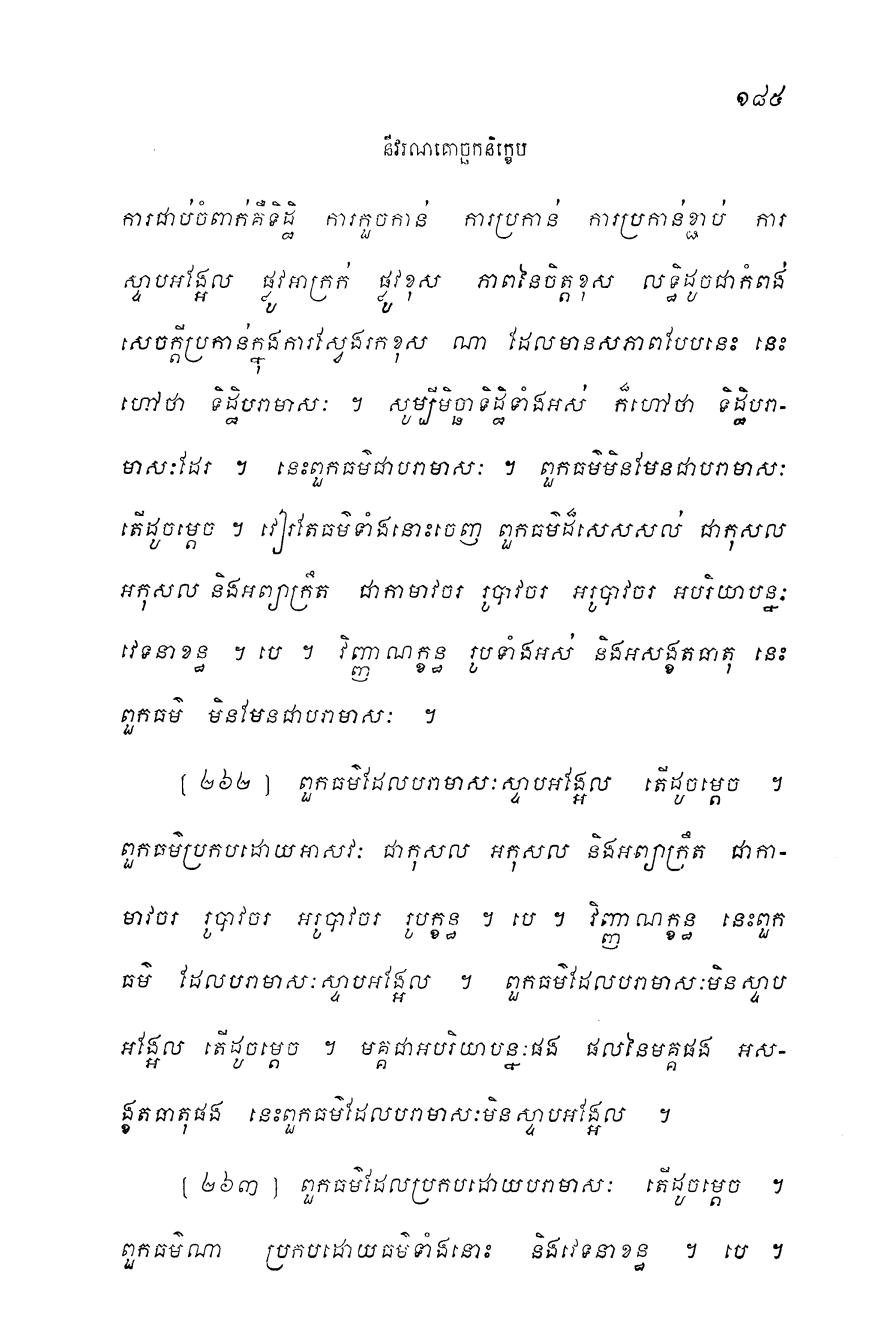 ១៨៥
នីវរណគោច្ឆកនិក្ខេប
ការជាប់ចំពាក់គឺទិដ្ឋិ ការកួចកាន់ ការប្រកាន់ ការប្រកាន់ខ្ជាប់ ការ
ស្ទាបអង្អែល ផ្លូវអាក្រក់ ផ្លូវខុស ភាពនៃចិត្តខុស លទ្ធិដូចជាកំពង់
សេចក្តីប្រកាន់ក្នុងការស្វែងរកខុស ណា ដែលមានសភាពបែបនេះ នេះ
ហៅថា ទិដ្ឋិបរាមាសៈ ។ សូម្បីមិច្ឆាទិដ្ឋិទាំងអស់ ក៏ហៅថា ទិដ្ឋិបរា-
មាសៈដែរ ។ នេះពួកធម៌ជាបរាមាសៈ ។ ពួកធម៌មិនមែនជាបរាមាសៈ
តើដូចម្តេច ។ វៀរតែធម៌ទាំងនោះចេញ ពួកធម៌ដ៏សេសសល់ ជាកុសល
អកុសល និងអព្យាក្រឹត ជាកាមាវចរ រូបាវចរ អរូបាវចរ អបរិយាបន្នៈ
វេទនាខន្ធ ។ បេ ។ វិញ្ញាណក្ខន្ធ រូបទាំងអស់ និងអសង្ខតធាតុ នេះ
ពួកធម៌ មិនមែនជាបរាមាសៈ ។
[ ២៦២ ] ពួកធម៌ដែលបរាមាសៈស្ទាបអង្អែល តើដូចម្តេច ។
ពួកធម៌ប្រកបដោយអាសវៈ ជាកុសល អកុសល និងអព្យាក្រឹត ជាកា-
មាវចរ រូបាវចរ អរូបាវចរ រូបក្ខន្ធ ។ បេ ។ វិញ្ញាណក្ខន្ធ នេះពួក
ធម៌ ដែលបរាមាសៈស្ទាបអង្អែល ។ ពួកធម៌ដែលបរាមាសៈមិនស្ទាប
អង្អែល តើដូចម្តេច ។ មគ្គជាអបរិយាបន្នៈផង ផលនៃមគ្គផង អស-
ង្ខតធាតុផង នេះពួកធម៌ដែលបរាមាសៈមិនស្ទាបអង្អែល ។
[ ២៦៣ ] ពួកធម៌ដែលប្រកបដោយបរាមាសៈ តើដូចម្តេច ។
ពួកធម៌ណា ប្រកបដោយធម៌ទាំងនោះ និងវេទនាខន្ធ ។ បេ ។